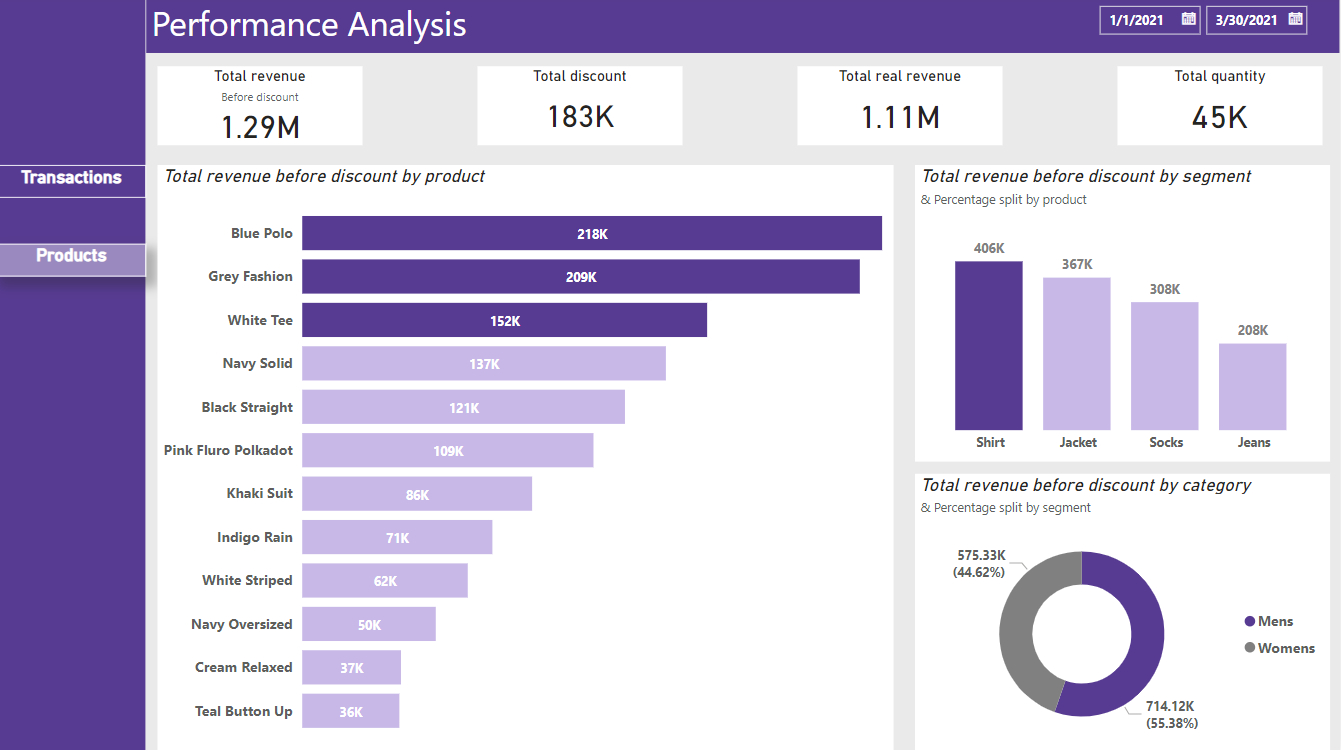 Performance Analysis
1/1/2021
3/30/2021
Total revenue
Before discount
1.29M
Total discount
183K
Total real revenue
1.11M
Total quantity
45K
Transactions
Products
Total revenue before discount by product
Blue Polo 218K
Grey Fashion 209K
White Tee 152K
Navy Solid 137K
Black Straight 121K
Pink Fluro Polkadot 109K
Khaki Suit 86K
Indigo Rain 71K
White Striped 62K
Navy Oversized 50K
Cream Relaxed 37K
Teal Button Up 36K
Total revenue before discount by segment
& Percentage split by product
406K
367K
308K
208K
Shirt Jacket Socks Jeans
Total revenue before discount by category
& Percentage split by segment
575.33K
(44.62%)
Mens
Womens
714.12K
(55.38%)